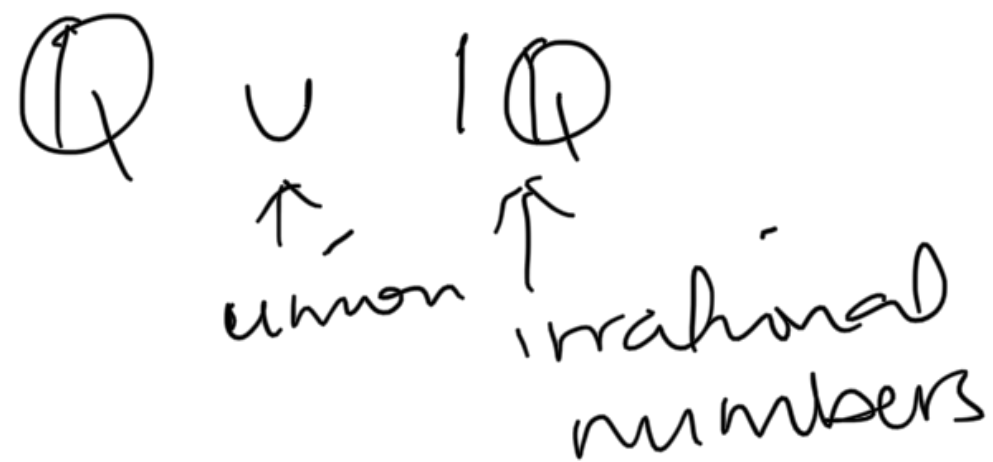 ℚ ∪ Iℚ
↑ ↑
union
irrational
numbers